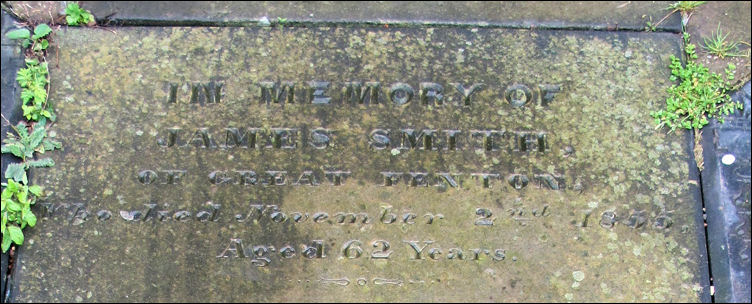 IN MEMORY OF
JAMES SMITH,
OF GREAT FENTON,
Who died November 2nd
Aged 62 Years.